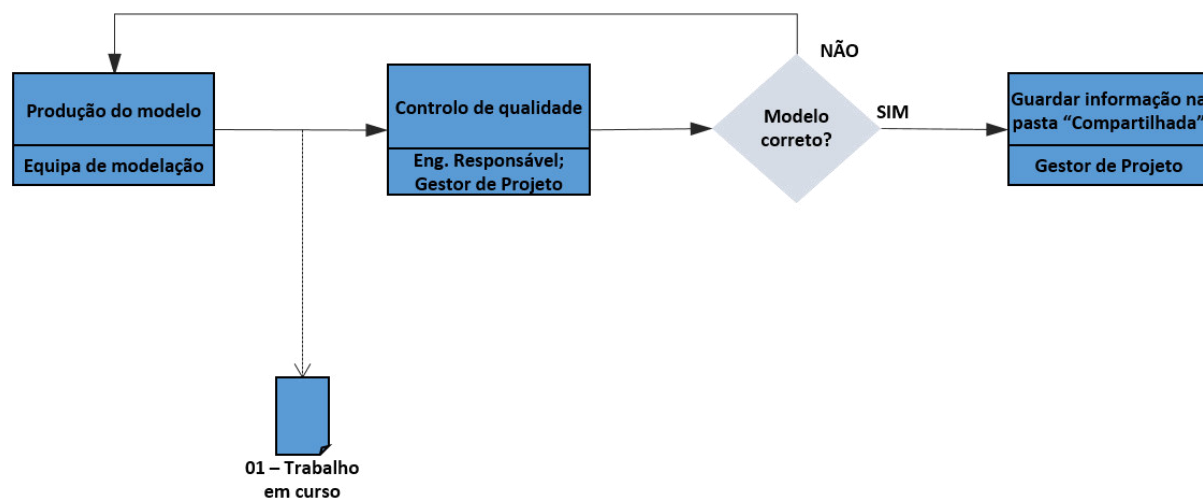 NÃO
Produção do modelo
Equipa de modelação
Controlo de qualidade
Eng. Responsável;
Gestor de Projeto
Modelo
correto?
SIM
Guardar informação na
pasta “Compartilhada”
Gestor de Projeto
01 – Trabalho
em curso